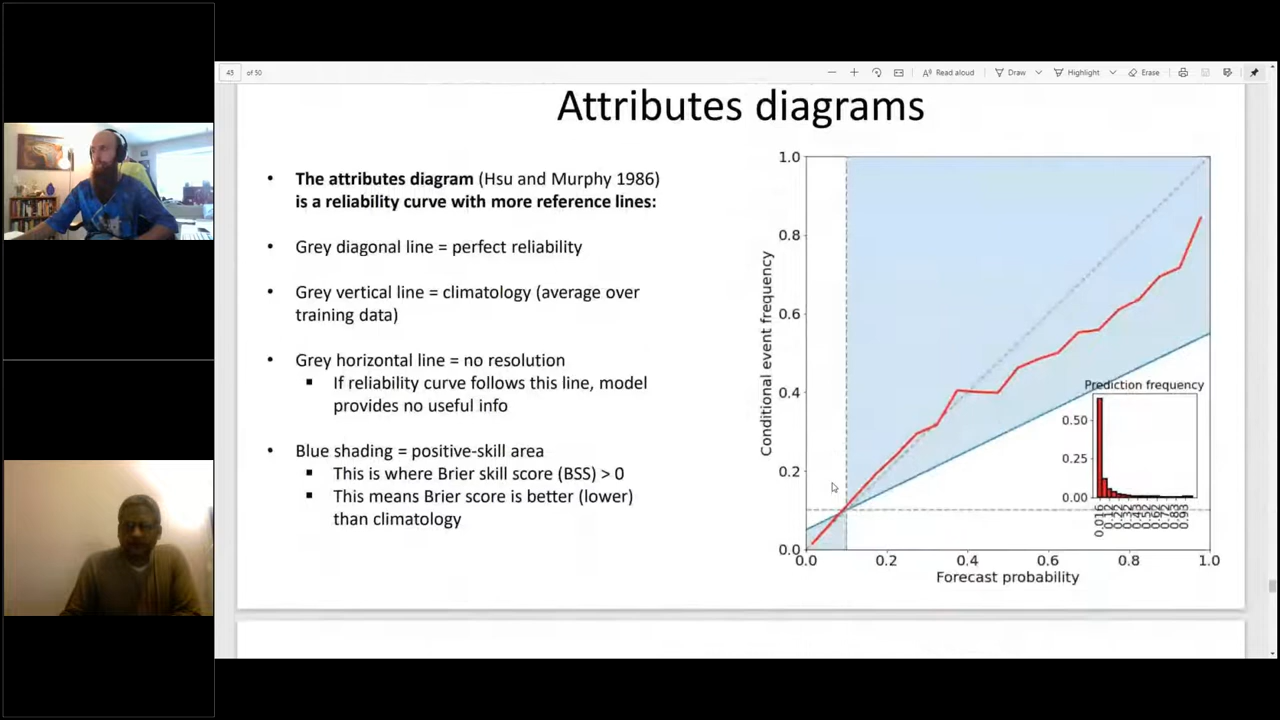 45 of 50
Read aloud
Draw
Highlight
Erase
Attributes diagrams
• The attributes diagram (Hsu and Murphy 1986)
is a reliability curve with more reference lines:
• Grey diagonal line = perfect reliability
• Grey vertical line = climatology (average over
training data)
• Grey horizontal line = no resolution
▪ If reliability curve follows this line, model
provides no useful info
• Blue shading = positive-skill area
▪ This is where Brier skill score (BSS) > 0
▪ This means Brier score is better (lower)
than climatology
Conditional event frequency
1.0
0.8
0.6
0.4
0.2
0.0
0.0 0.2 0.4 0.6 0.8 1.0
Forecast probability
Prediction frequency
0.50
0.25
0.00
0.016